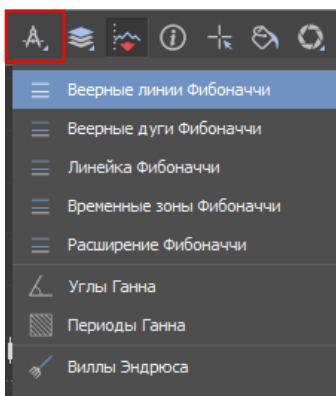 Веерные линии Фибоначчи
Веерные дуги Фибоначчи
Линейка Фибоначчи
Временные зоны Фибоначчи
Расширение Фибоначчи
Углы Ганна
Периоды Ганна
Виллы Эндрюса